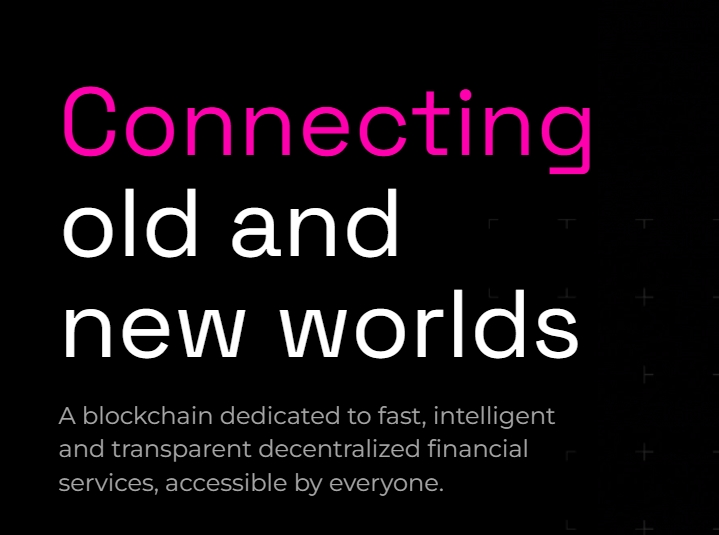 Connecting
old and
new worlds
A blockchain dedicated to fast, intelligent
and transparent decentralized financial
services, accessible by everyone.